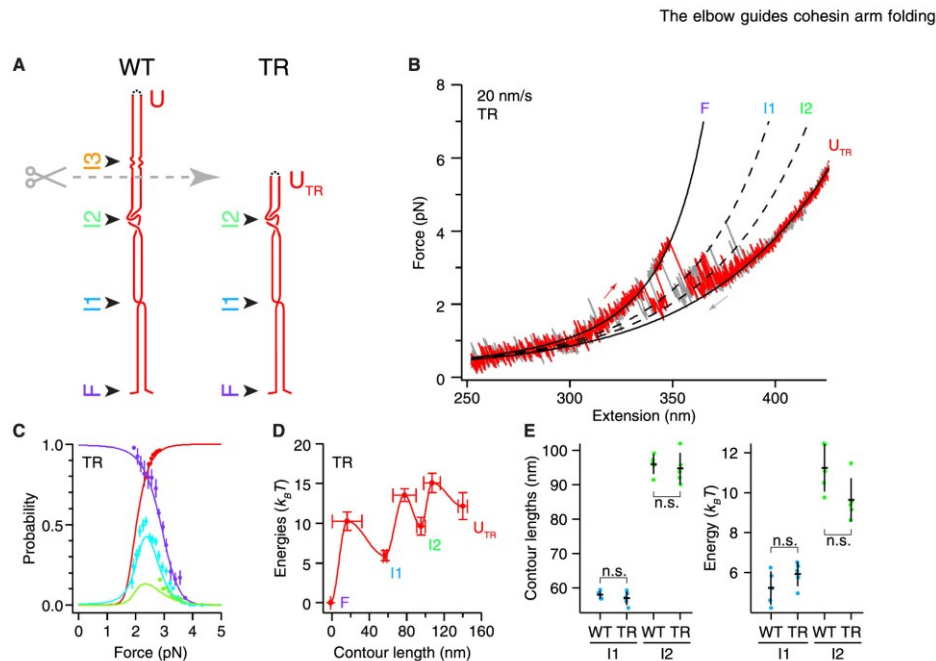 The elbow guides cohesin arm folding
A
WT
TR
U
I3
I2
I1
F
U_TR
I2
I1
F
B
20 nm/s
TR
F
I1
I2
U_TR
Force (pN)
8
6
4
2
0
250
300
350
400
Extension (nm)
C
TR
Probability
1.0
0.5
0.0
0
1
2
3
4
5
Force (pN)
D
TR
Energies (k_BT)
20
15
10
5
0
F
I1
I2
U_TR
0
40
80
120
160
Contour length (nm)
E
Contour lengths (nm)
100
90
80
70
60
n.s.
n.s.
WT TR WT TR
I1 I2
Energy (k_BT)
12
10
8
6
n.s.
n.s.
WT TR WT TR
I1 I2